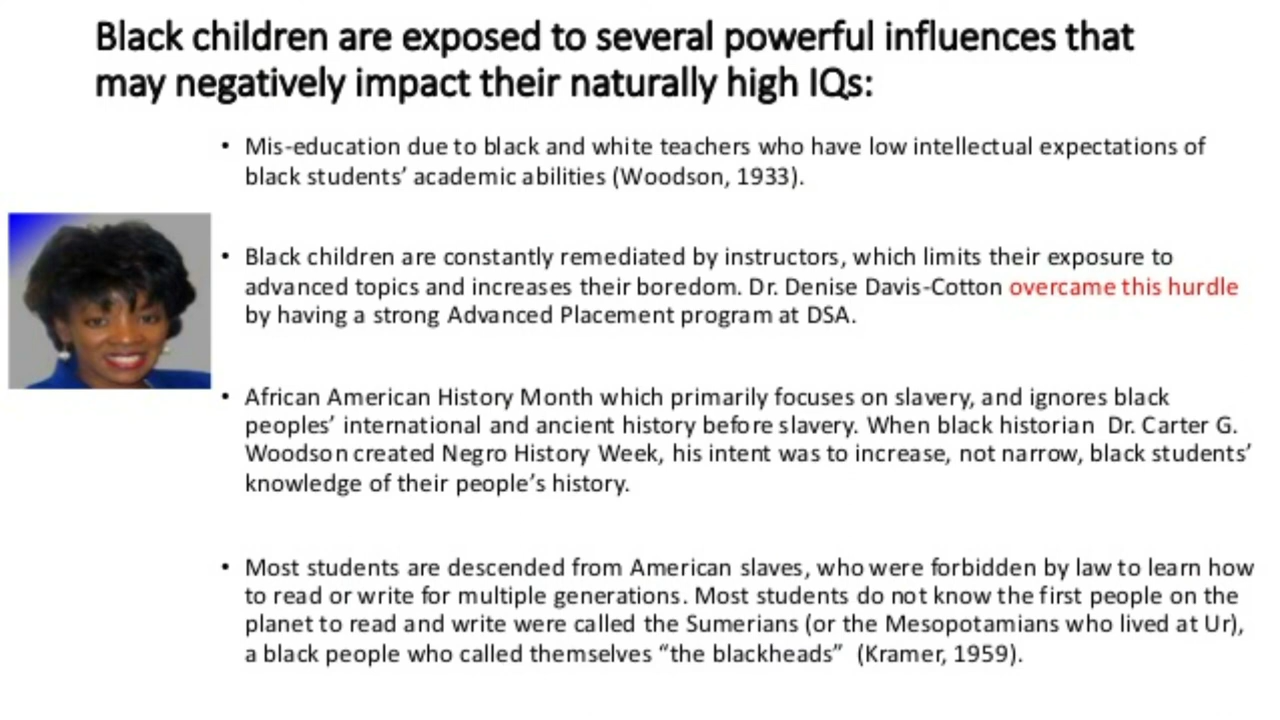 Black children are exposed to several powerful influences that
may negatively impact their naturally high IQs:
• Mis-education due to black and white teachers who have low intellectual expectations of
black students’ academic abilities (Woodson, 1933).
• Black children are constantly remediated by instructors, which limits their exposure to
advanced topics and increases their boredom. Dr. Denise Davis-Cotton overcame this hurdle
by having a strong Advanced Placement program at DSA.
• African American History Month which primarily focuses on slavery, and ignores black
peoples’ international and ancient history before slavery. When black historian Dr. Carter G.
Woodson created Negro History Week, his intent was to increase, not narrow, black students’
knowledge of their people’s history.
• Most students are descended from American slaves, who were forbidden by law to learn how
to read or write for multiple generations. Most students do not know the first people on the
planet to read and write were called the Sumerians (or the Mesopotamians who lived at Ur),
a black people who called themselves “the blackheads” (Kramer, 1959).